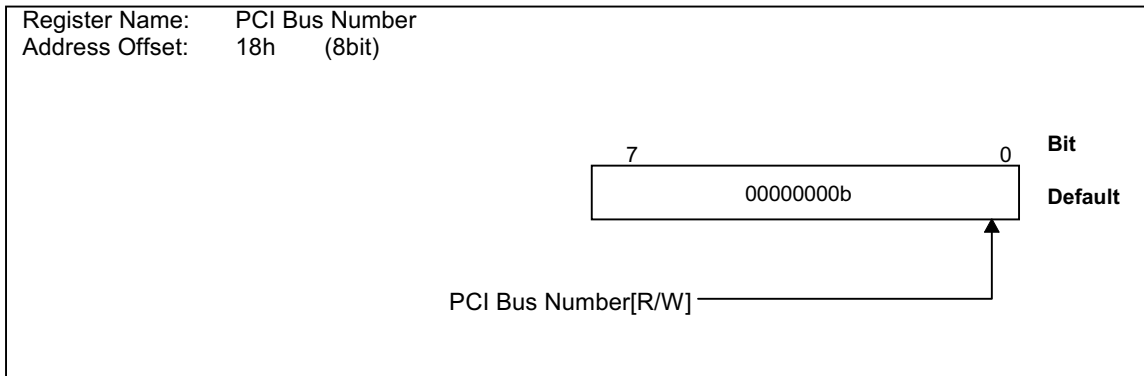 Register Name: PCI Bus Number
Address Offset: 18h (8bit)
7 0 Bit
00000000b Default
PCI Bus Number[R/W]